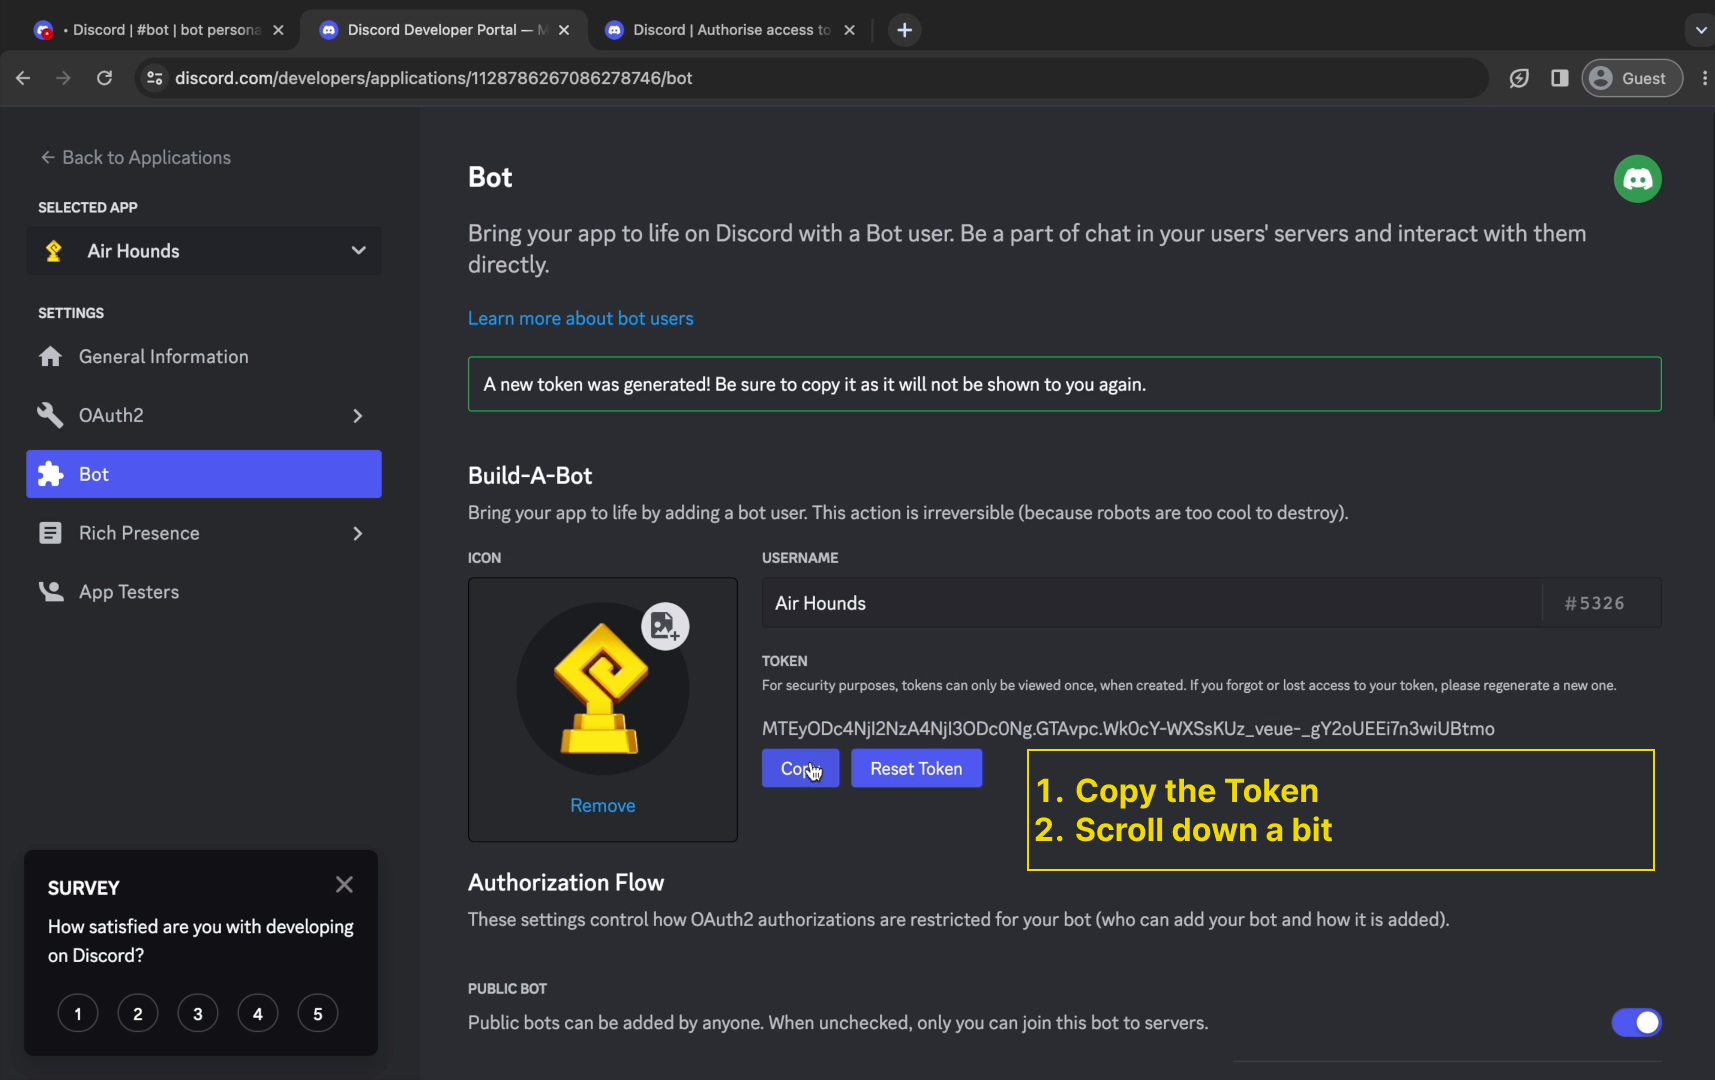 • Discord | #bot | bot persona
Discord Developer Portal — M
Discord | Authorise access to
discord.com/developers/applications/1128786267086278746/bot
Guest
Back to Applications
SELECTED APP
Air Hounds
SETTINGS
General Information
OAuth2
Bot
Rich Presence
App Testers
SURVEY
How satisfied are you with developing
on Discord?
1 2 3 4 5
Bot
Bring your app to life on Discord with a Bot user. Be a part of chat in your users' servers and interact with them
directly.
Learn more about bot users
A new token was generated! Be sure to copy it as it will not be shown to you again.
Build-A-Bot
Bring your app to life by adding a bot user. This action is irreversible (because robots are too cool to destroy).
ICON
Remove
USERNAME
Air Hounds #5326
TOKEN
For security purposes, tokens can only be viewed once, when created. If you forgot or lost access to your token, please regenerate a new one.
Reset Token
1. Copy the Token
2. Scroll down a bit
Authorization Flow
These settings control how OAuth2 authorizations are restricted for your bot (who can add your bot and how it is added).
PUBLIC BOT
Public bots can be added by anyone. When unchecked, only you can join this bot to servers.